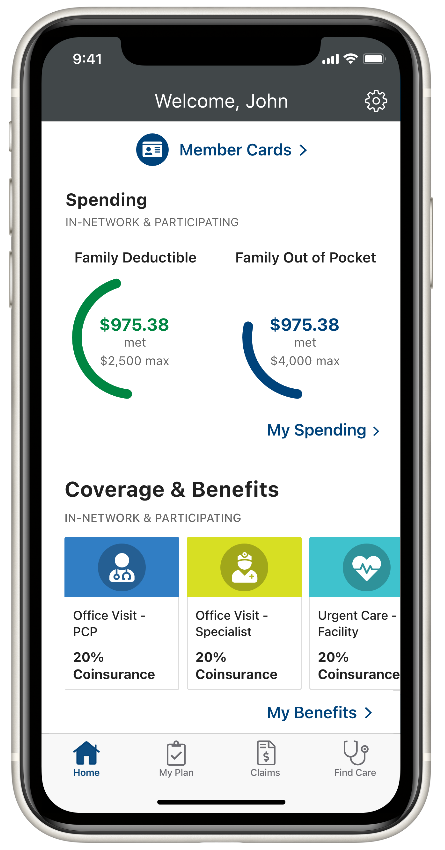 9:41
Welcome, John
Member Cards >
Spending
IN-NETWORK & PARTICIPATING
Family Deductible
$975.38
met
$2,500 max
Family Out of Pocket
$975.38
met
$4,000 max
My Spending >
Coverage & Benefits
IN-NETWORK & PARTICIPATING
Office Visit -
PCP
20%
Coinsurance
Office Visit -
Specialist
20%
Coinsurance
Urgent Care -
Facility
20%
Coinsurance
My Benefits >
Home
My Plan
Claims
Find Care